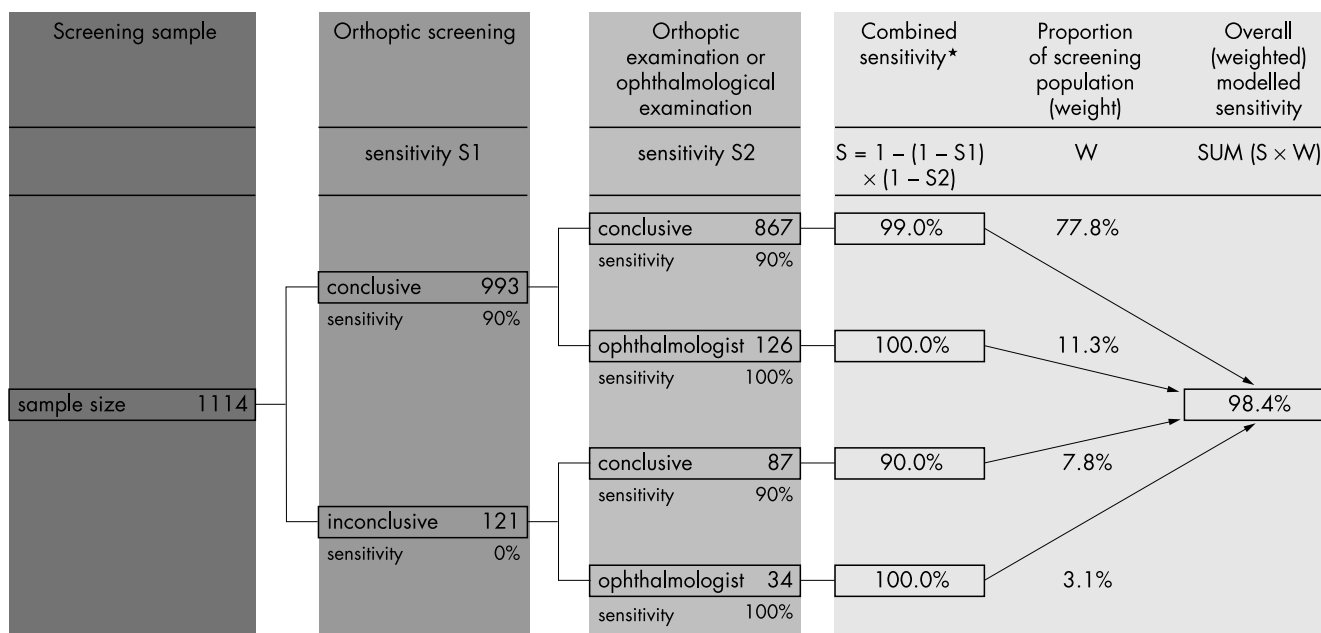 Screening sample
Orthoptic screening
Orthoptic
examination or
ophthalmological
examination
Combined
sensitivity*
Proportion
of screening
population
(weight)
Overall
(weighted)
modelled
sensitivity
sensitivity S1
sensitivity S2
S = 1 – (1 – S1)
× (1 – S2)
W
SUM (S × W)
conclusive 867
sensitivity 90%
99.0%
77.8%
conclusive 993
sensitivity 90%
ophthalmologist 126
sensitivity 100%
100.0%
11.3%
sample size 1114
98.4%
conclusive 87
sensitivity 90%
90.0%
7.8%
inconclusive 121
sensitivity 0%
ophthalmologist 34
sensitivity 100%
100.0%
3.1%